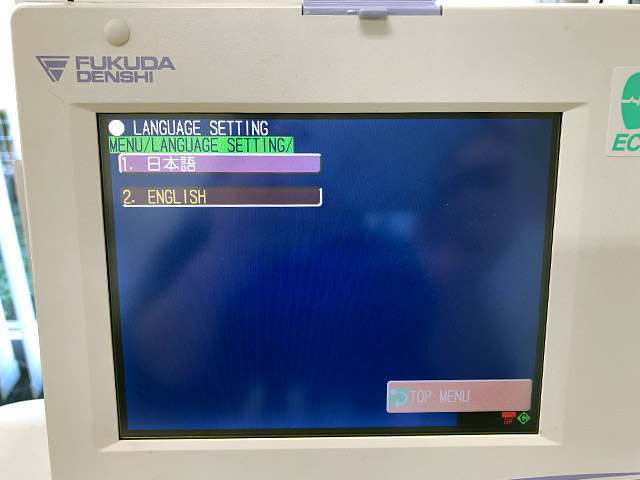 FUKUDA
DENSHI
LANGUAGE SETTING
MENU/LANGUAGE SETTING/
1. 日本語
2. ENGLISH
TOP MENU